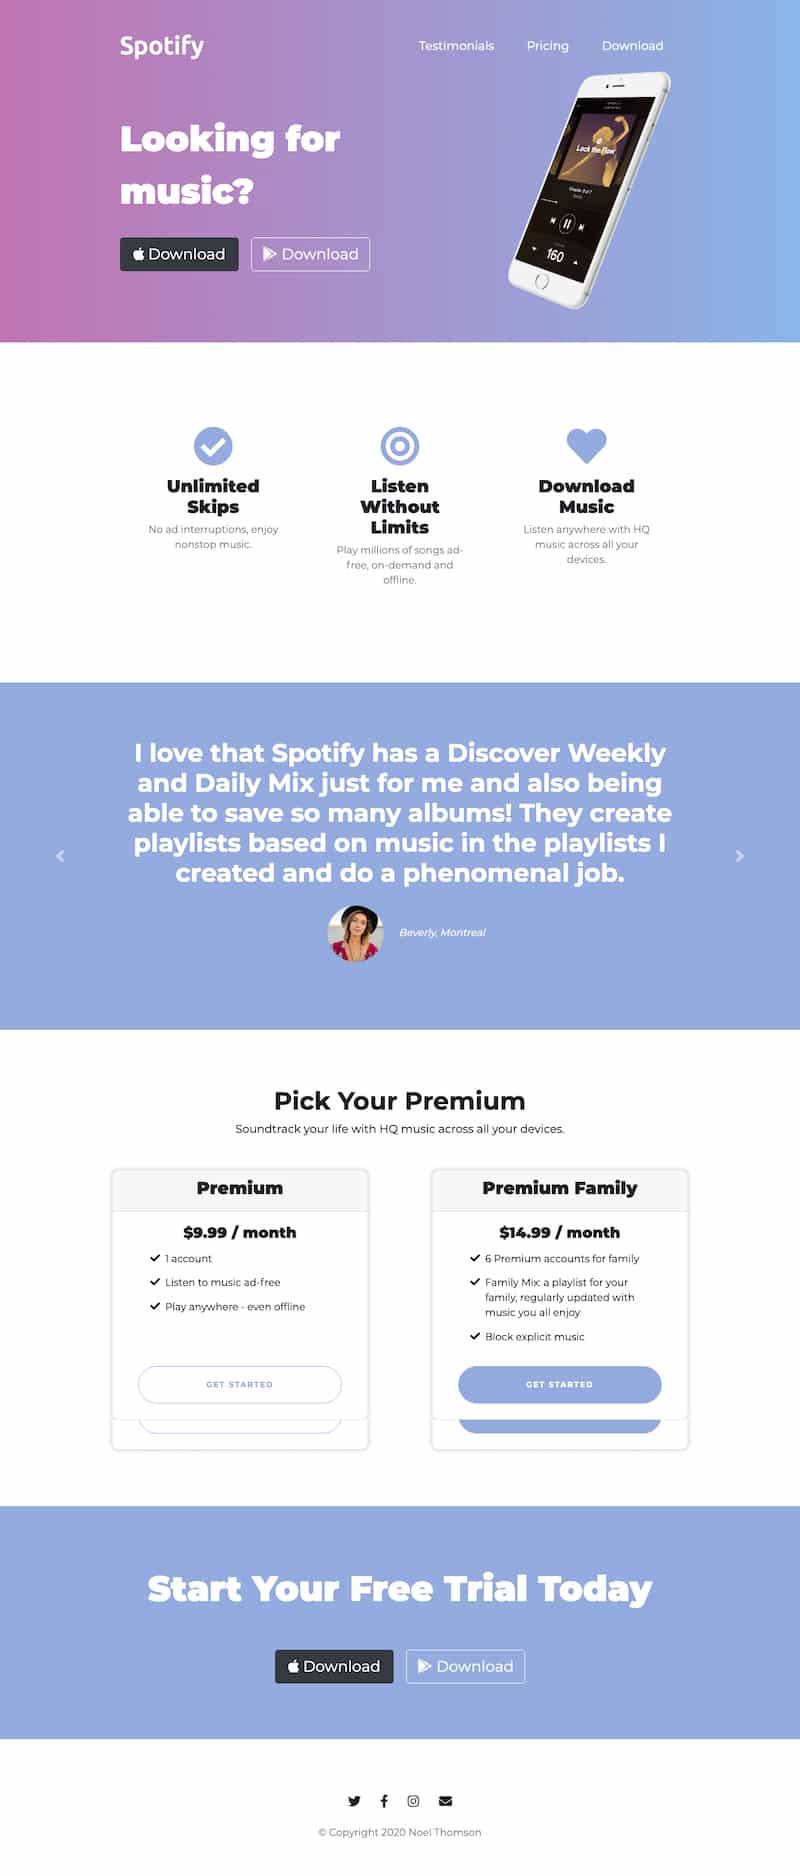 Spotify
Testimonials
Pricing
Download
Looking for
music?
Download
Download
160
Unlimited
Skips
No ad interruptions, enjoy
nonstop music.
Listen
Without
Limits
Play millions of songs ad-
free, on-demand and
offline.
Download
Music
Listen anywhere with HQ
music across all your
devices.
I love that Spotify has a Discover Weekly
and Daily Mix just for me and also being
able to save so many albums! They create
playlists based on music in the playlists I
created and do a phenomenal job.
Beverly, Montreal
Pick Your Premium
Soundtrack your life with HQ music across all your devices.
Premium
$9.99 / month
1 account
Listen to music ad-free
Play anywhere - even offline
GET STARTED
Premium Family
$14.99 / month
6 Premium accounts for family
Family Mix: a playlist for your
family, regularly updated with
music you all enjoy
Block explicit music
GET STARTED
Start Your Free Trial Today
Download
Download
© Copyright 2020 Noel Thomson